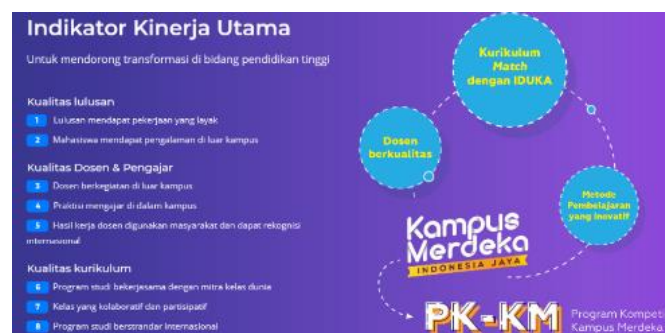 Indikator Kinerja Utama
Untuk mendorong transformasi di bidang pendidikan tinggi
Kualitas lulusan
1 Lulusan mendapat pekerjaan yang layak
2 Mahasiswa mendapat pengalaman di luar kampus
Kualitas Dosen & Pengajar
3 Dosen berkegiatan di luar kampus
4 Praktisi mengajar di dalam kampus
5 Hasil kerja dosen digunakan masyarakat dan dapat rekognisi
internasional
Kualitas kurikulum
6 Program studi bekerjasama dengan mitra kelas dunia
7 Kelas yang kolaboratif dan partisipatif
8 Program studi berstrandar Internasional
Kurikulum
Match
dengan IDUKA
Dosen
berkualitas
Metode
Pembelajaran
yang inovatif
Kampus
Merdeka
INDONESIA JAYA
PK-KM
Program Kompeti
Kampus Merdeka